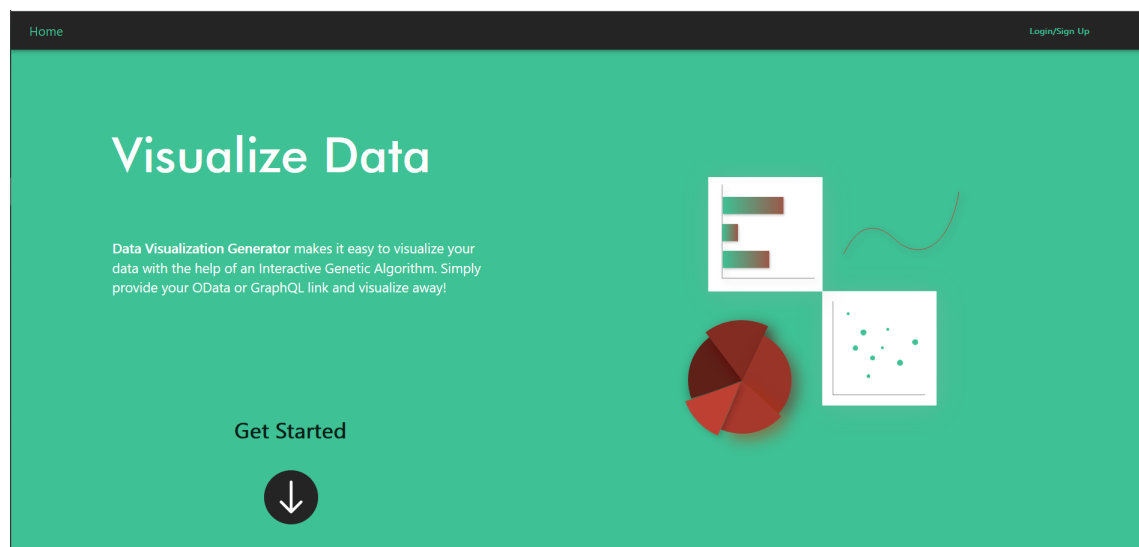 Home
Login/Sign Up
Visualize Data
Data Visualization Generator makes it easy to visualize your
data with the help of an Interactive Genetic Algorithm. Simply
provide your OData or GraphQL link and visualize away!
Get Started